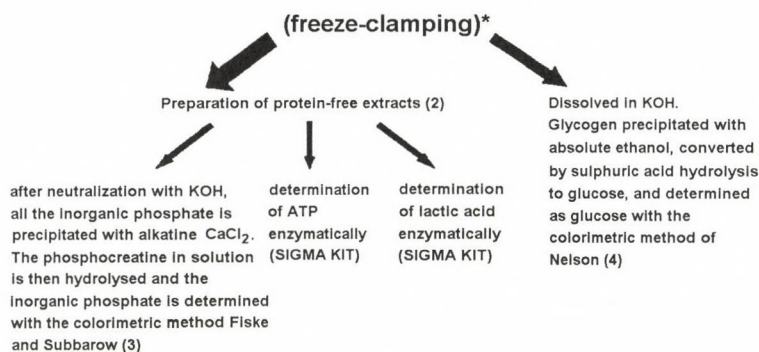 (freeze-clamping)*
Preparation of protein-free extracts (2)
Dissolved in KOH.
Glycogen precipitated with
absolute ethanol, converted
by sulphuric acid hydrolysis
to glucose, and determined
as glucose with the
colorimetric method of
Nelson (4)
after neutralization with KOH,
all the inorganic phosphate is
precipitated with alkatine CaCl₂.
The phosphocreatine in solution
is then hydrolysed and the
inorganic phosphate is determined
with the colorimetric method Fiske
and Subbarow (3)
determination
of ATP
enzymatically
(SIGMA KIT)
determination
of lactic acid
enzymatically
(SIGMA KIT)